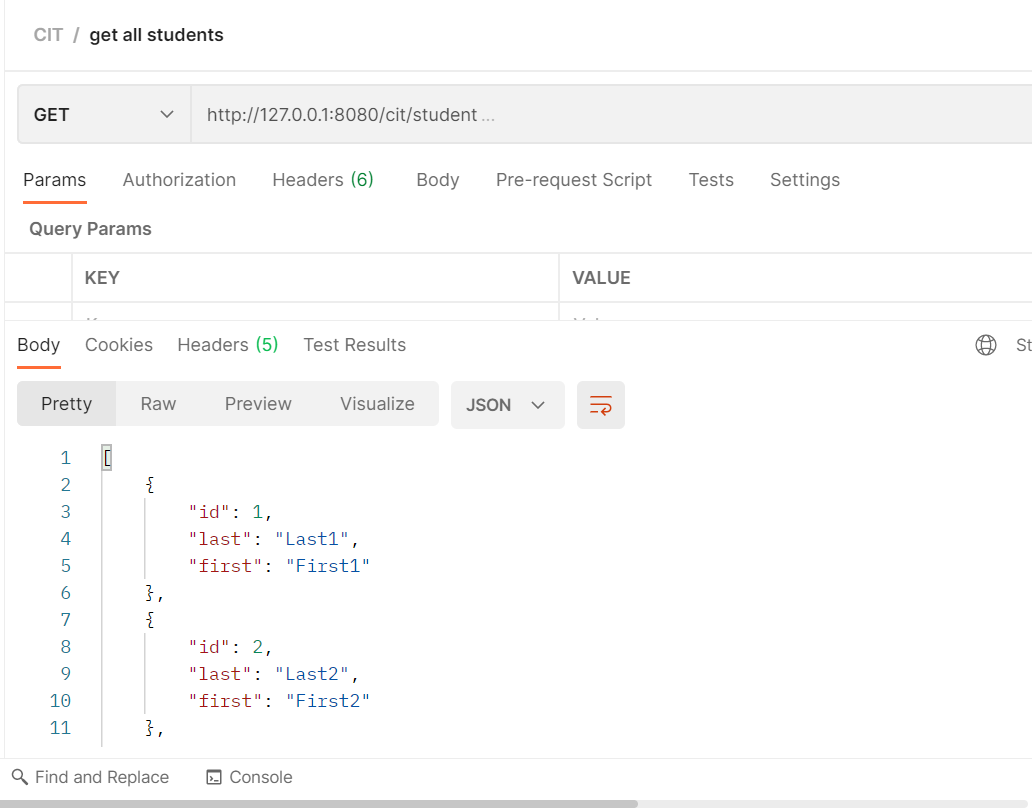 CIT / get all students
GET http://127.0.0.1:8080/cit/student ...
Params Authorization Headers (6) Body Pre-request Script Tests Settings
Query Params
KEY VALUE
Body Cookies Headers (5) Test Results St
Pretty Raw Preview Visualize JSON
1 [
2 {
3 "id": 1,
4 "last": "Last1",
5 "first": "First1"
6 },
7 {
8 "id": 2,
9 "last": "Last2",
10 "first": "First2"
11 },
Find and Replace Console